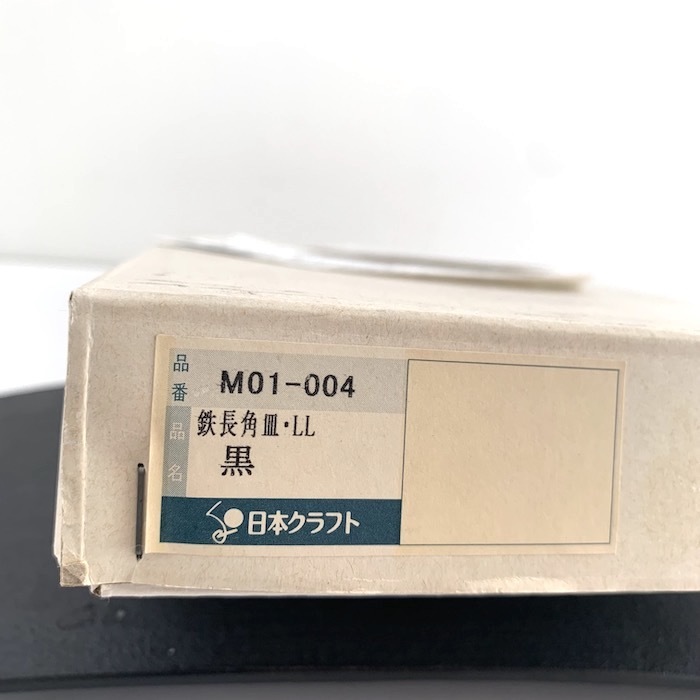 品番
M01-004
品名
鉄長角皿・LL
黒
日本クラフト